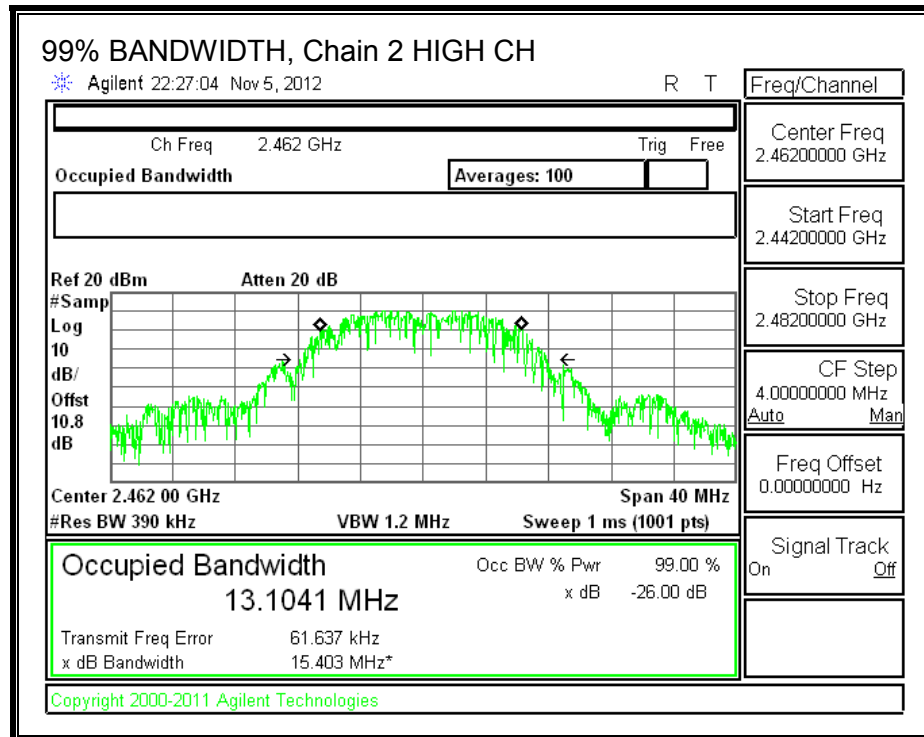 99% BANDWIDTH, Chain 2 HIGH CH
Agilent 22:27:04 Nov 5, 2012 R T
Freq/Channel
Ch Freq 2.462 GHz Trig Free
Occupied Bandwidth Averages: 100
Center Freq
2.46200000 GHz
Start Freq
2.44200000 GHz
Stop Freq
2.48200000 GHz
CF Step
4.00000000 MHz
Auto Man
Freq Offset
0.00000000 Hz
Signal Track
On Off
Ref 20 dBm Atten 20 dB
#Samp
Log
10
dB/
Offst
10.8
dB
Center 2.462 00 GHz Span 40 MHz
#Res BW 390 kHz VBW 1.2 MHz Sweep 1 ms (1001 pts)
Occupied Bandwidth Occ BW % Pwr 99.00 %
13.1041 MHz x dB -26.00 dB
Transmit Freq Error 61.637 kHz
x dB Bandwidth 15.403 MHz*
Copyright 2000-2011 Agilent Technologies